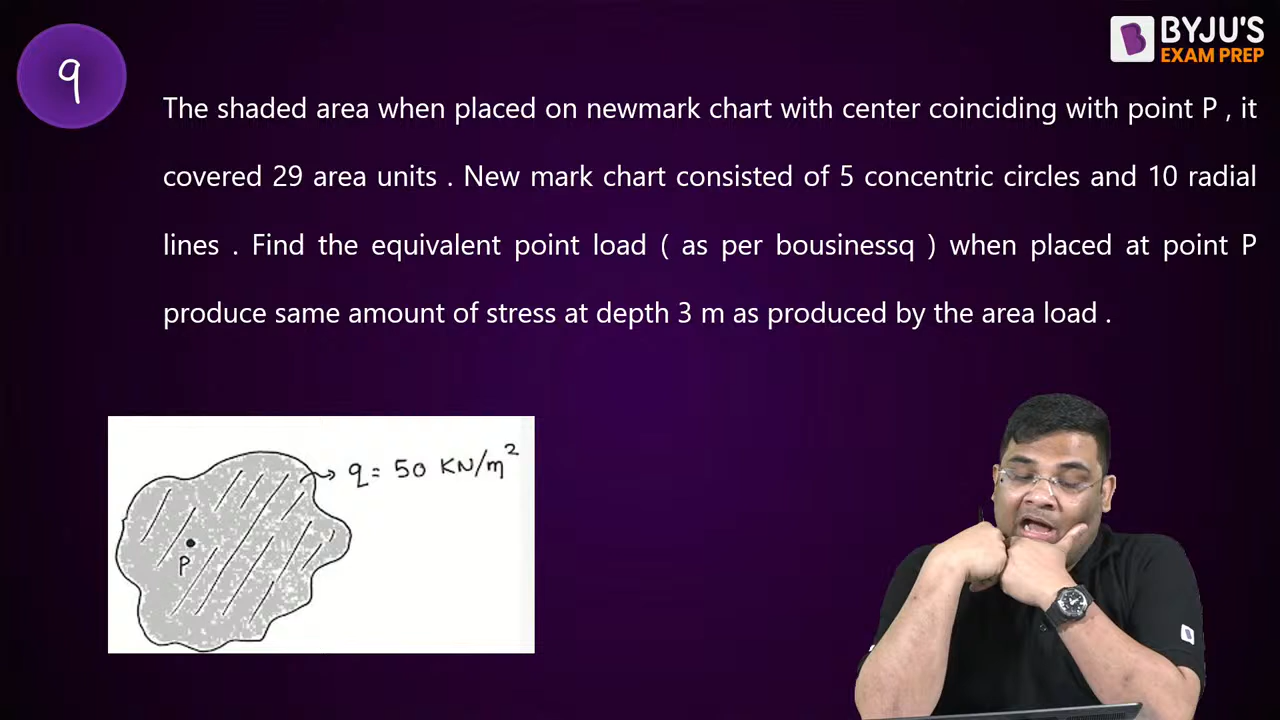 9
BYJU'S
EXAM PREP
The shaded area when placed on newmark chart with center coinciding with point P , it
covered 29 area units . New mark chart consisted of 5 concentric circles and 10 radial
lines . Find the equivalent point load ( as per bousinessq ) when placed at point P
produce same amount of stress at depth 3 m as produced by the area load .
q = 50 KN/m²
P